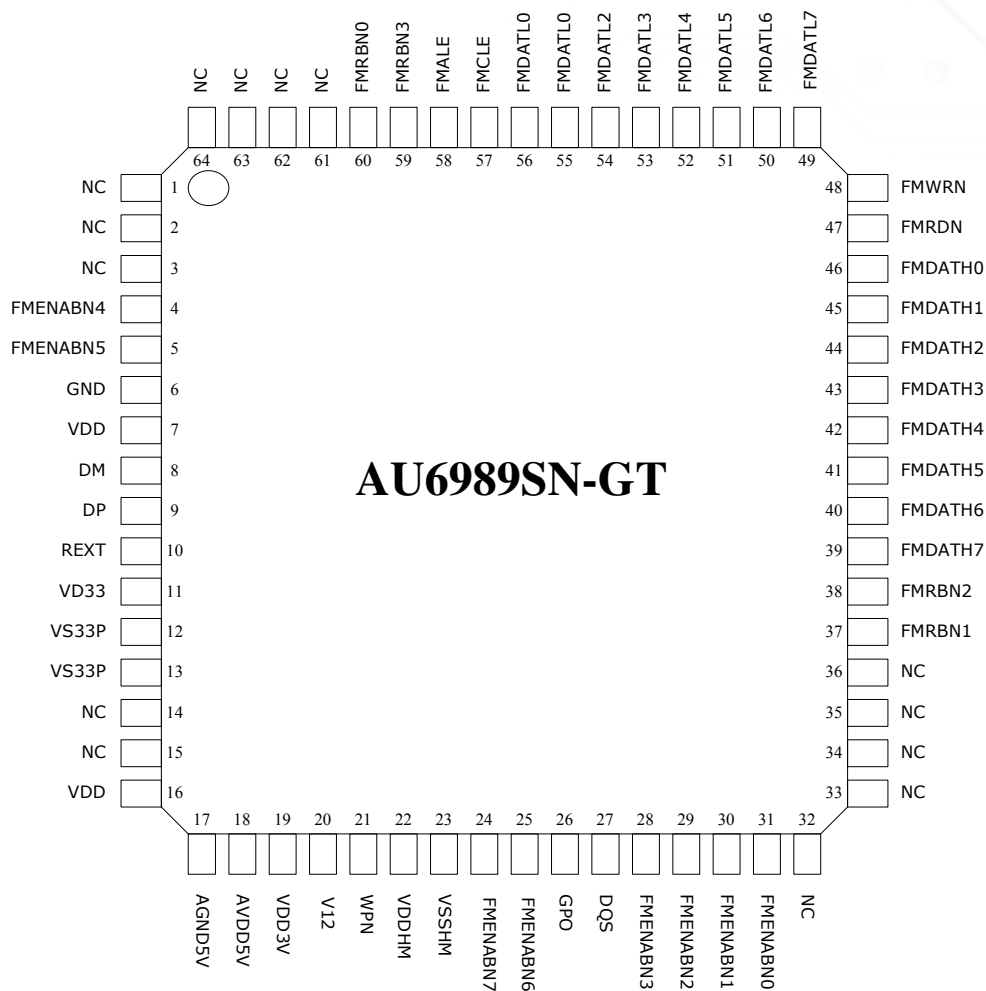 NC
NC
NC
NC
FMRBN0
FMRBN3
FMALE
FMCLE
FMDATL0
FMDATL0
FMDATL2
FMDATL3
FMDATL4
FMDATL5
FMDATL6
FMDATL7
64 63 62 61 60 59 58 57 56 55 54 53 52 51 50 49
NC 1 48 FMWRN
NC 2 47 FMRDN
NC 3 46 FMDATH0
FMENABN4 4 45 FMDATH1
FMENABN5 5 44 FMDATH2
GND 6 43 FMDATH3
VDD 7 42 FMDATH4
DM 8 41 FMDATH5
AU6989SN-GT
DP 9 40 FMDATH6
REXT 10 39 FMDATH7
VD33 11 38 FMRBN2
VS33P 12 37 FMRBN1
VS33P 13 36 NC
NC 14 35 NC
NC 15 34 NC
VDD 16 33 NC
17 18 19 20 21 22 23 24 25 26 27 28 29 30 31 32
AGND5V
AVDD5V
VDD3V
V12
WPN
VDDHM
VSSHM
FMENABN7
FMENABN6
GPO
DQS
FMENABN3
FMENABN2
FMENABN1
FMENABN0
NC